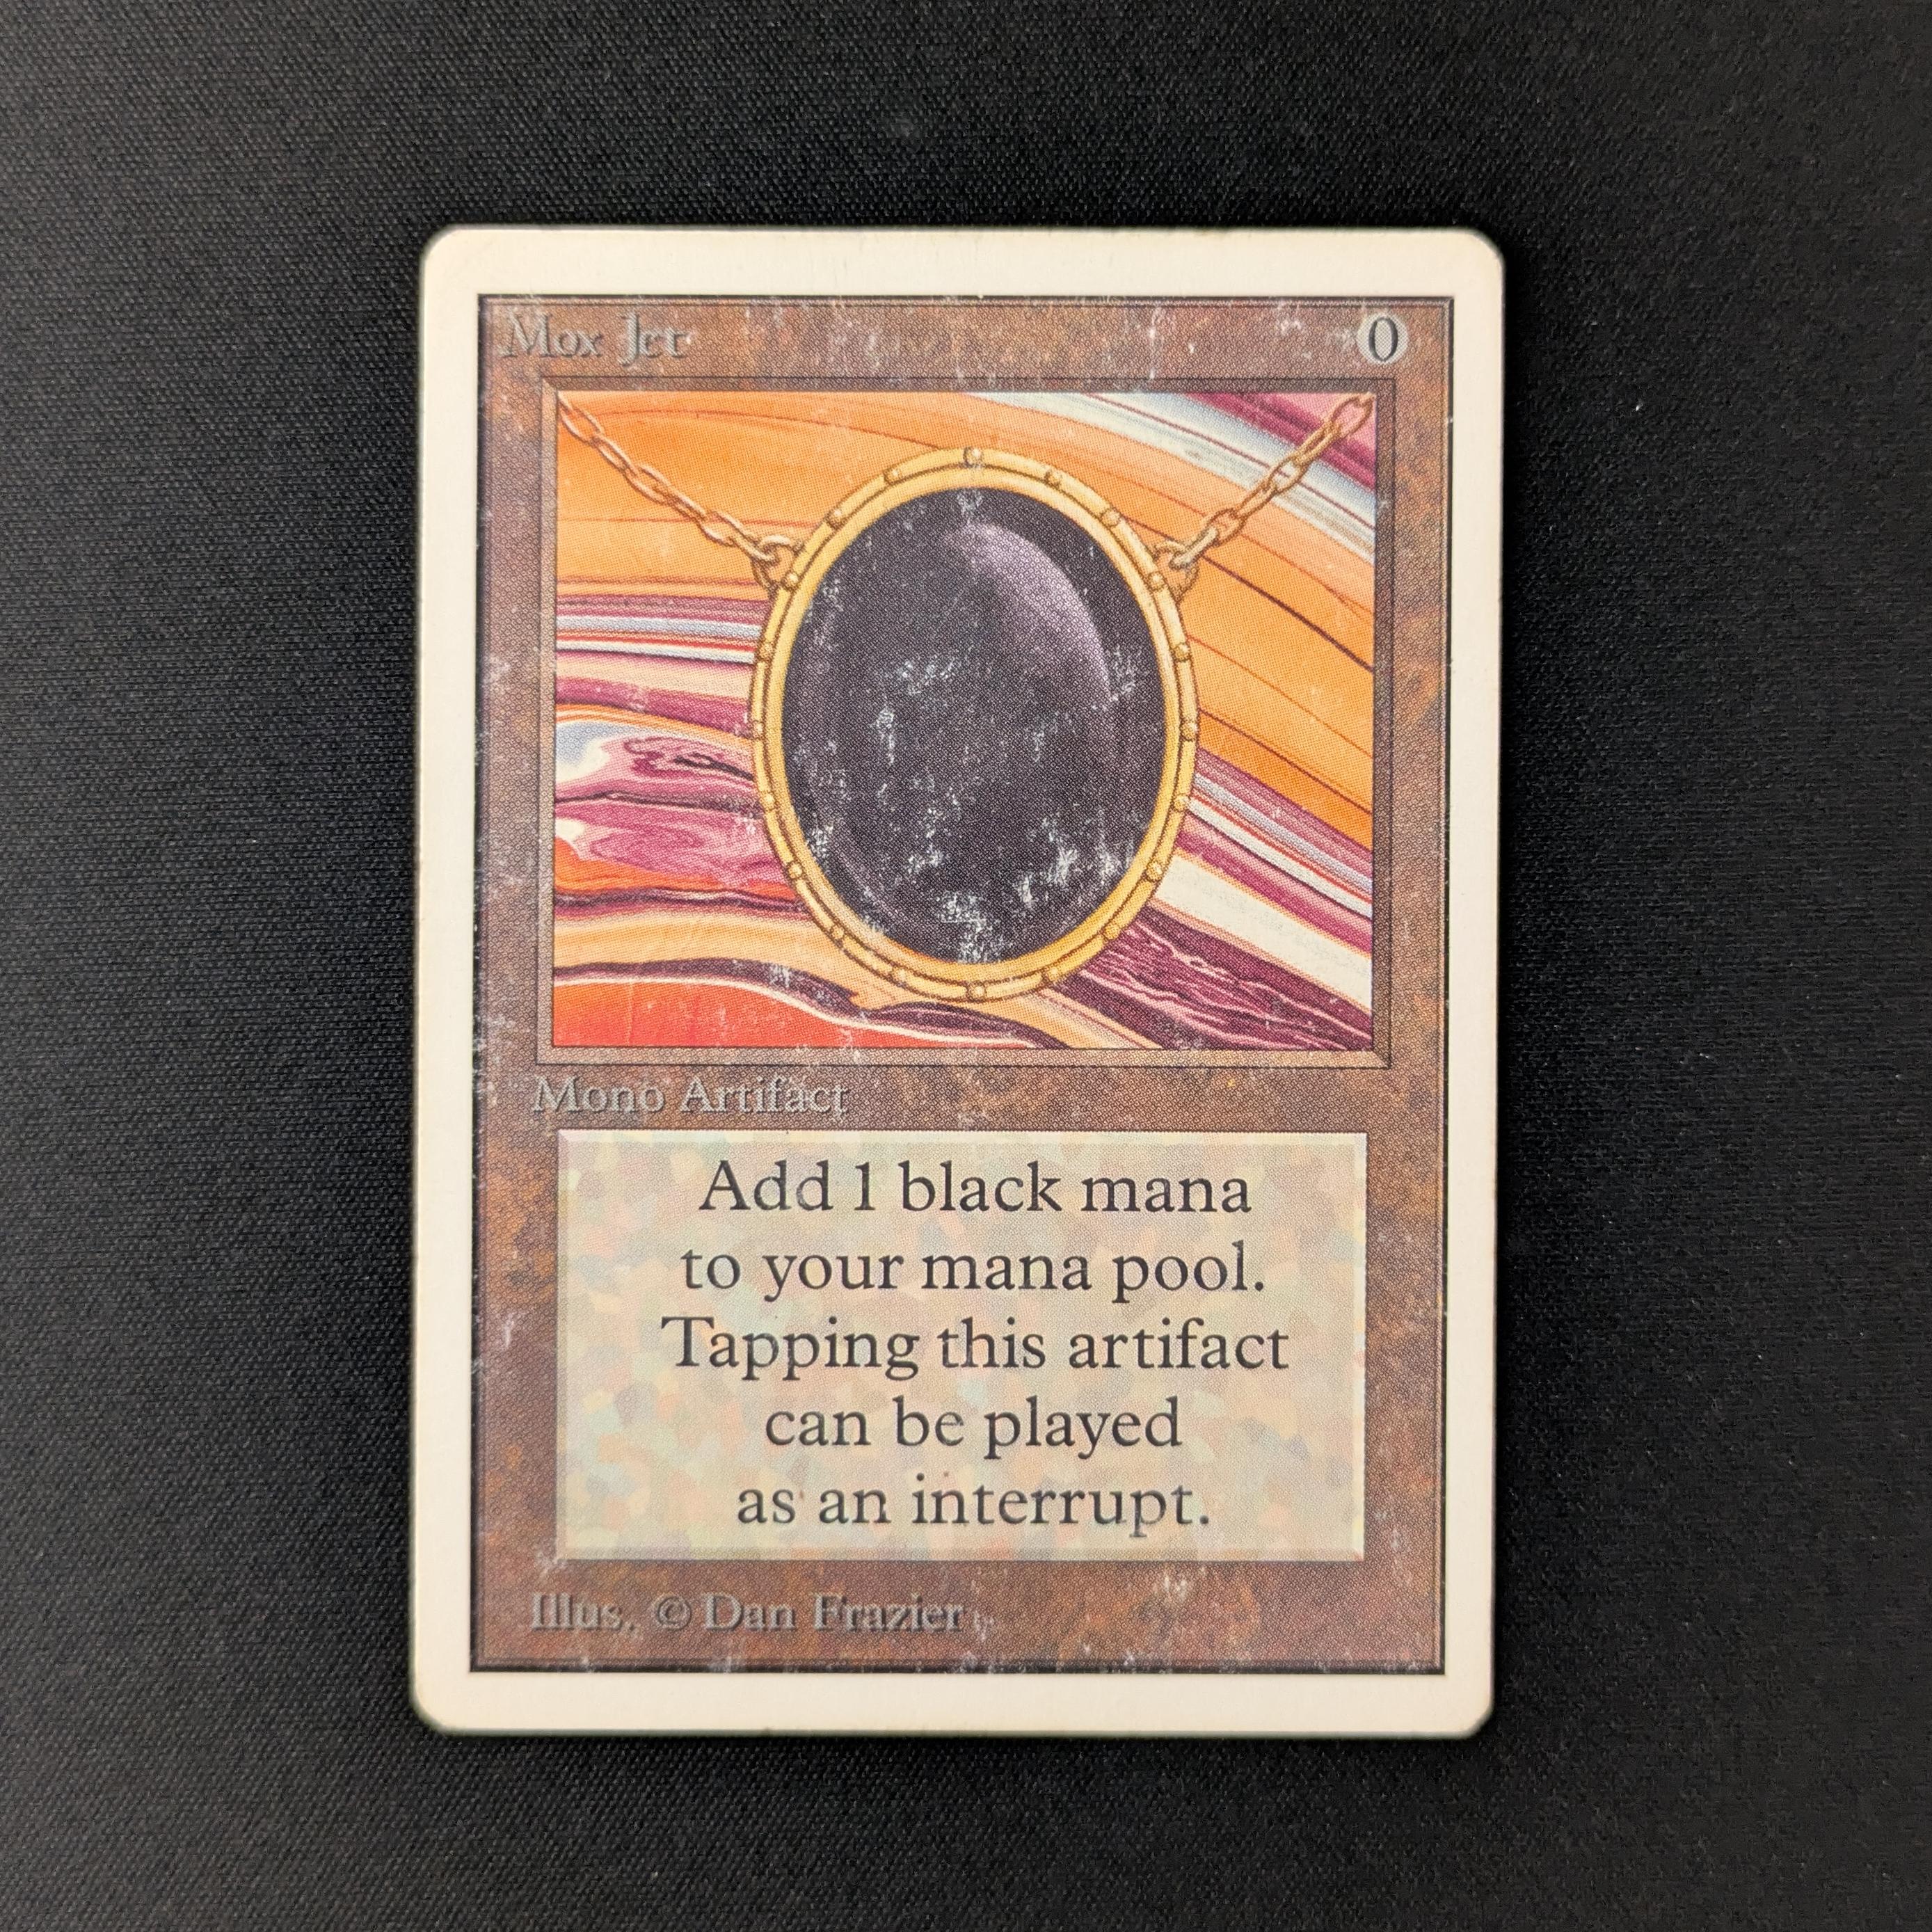 Mox Jet 0
Mono Artifact
Add 1 black mana
to your mana pool.
Tapping this artifact
can be played
as an interrupt.
Illus. © Dan Frazier